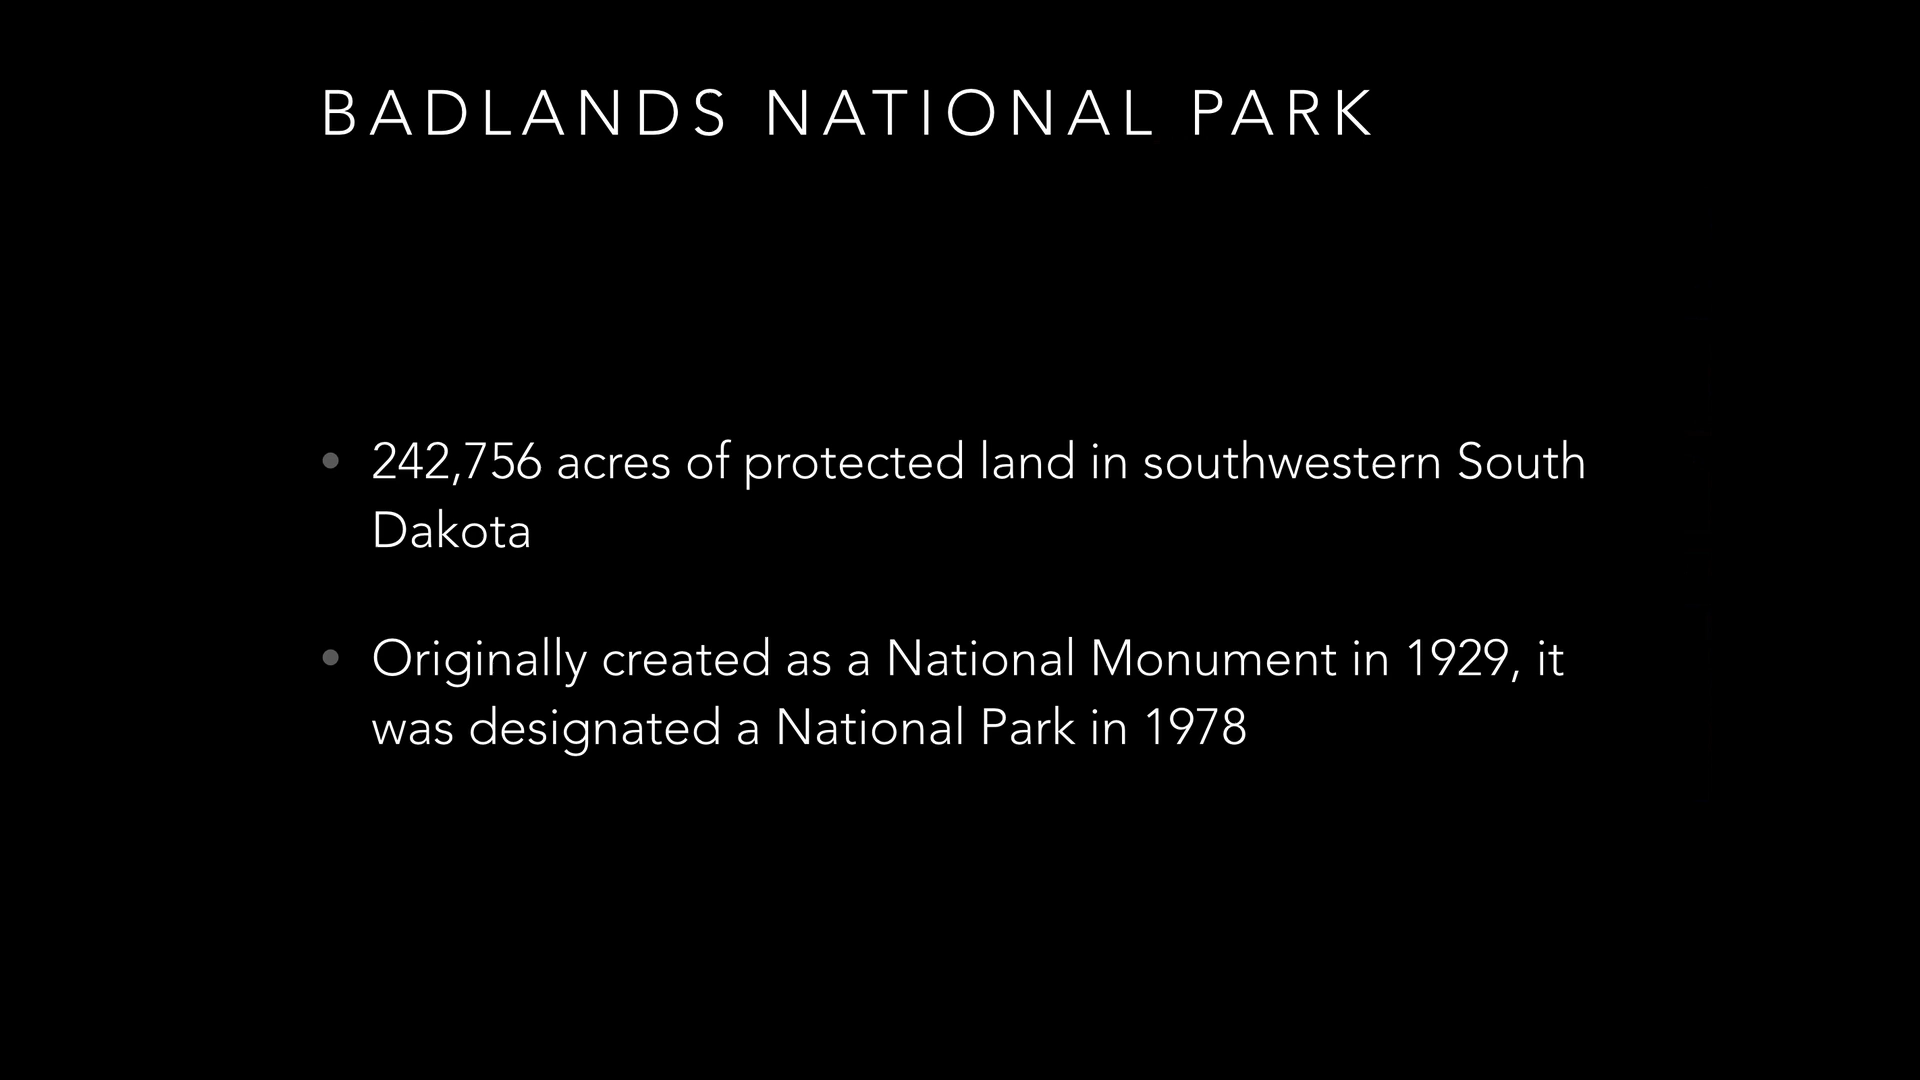 BADLANDS NATIONAL PARK
• 242,756 acres of protected land in southwestern South
Dakota
• Originally created as a National Monument in 1929, it
was designated a National Park in 1978